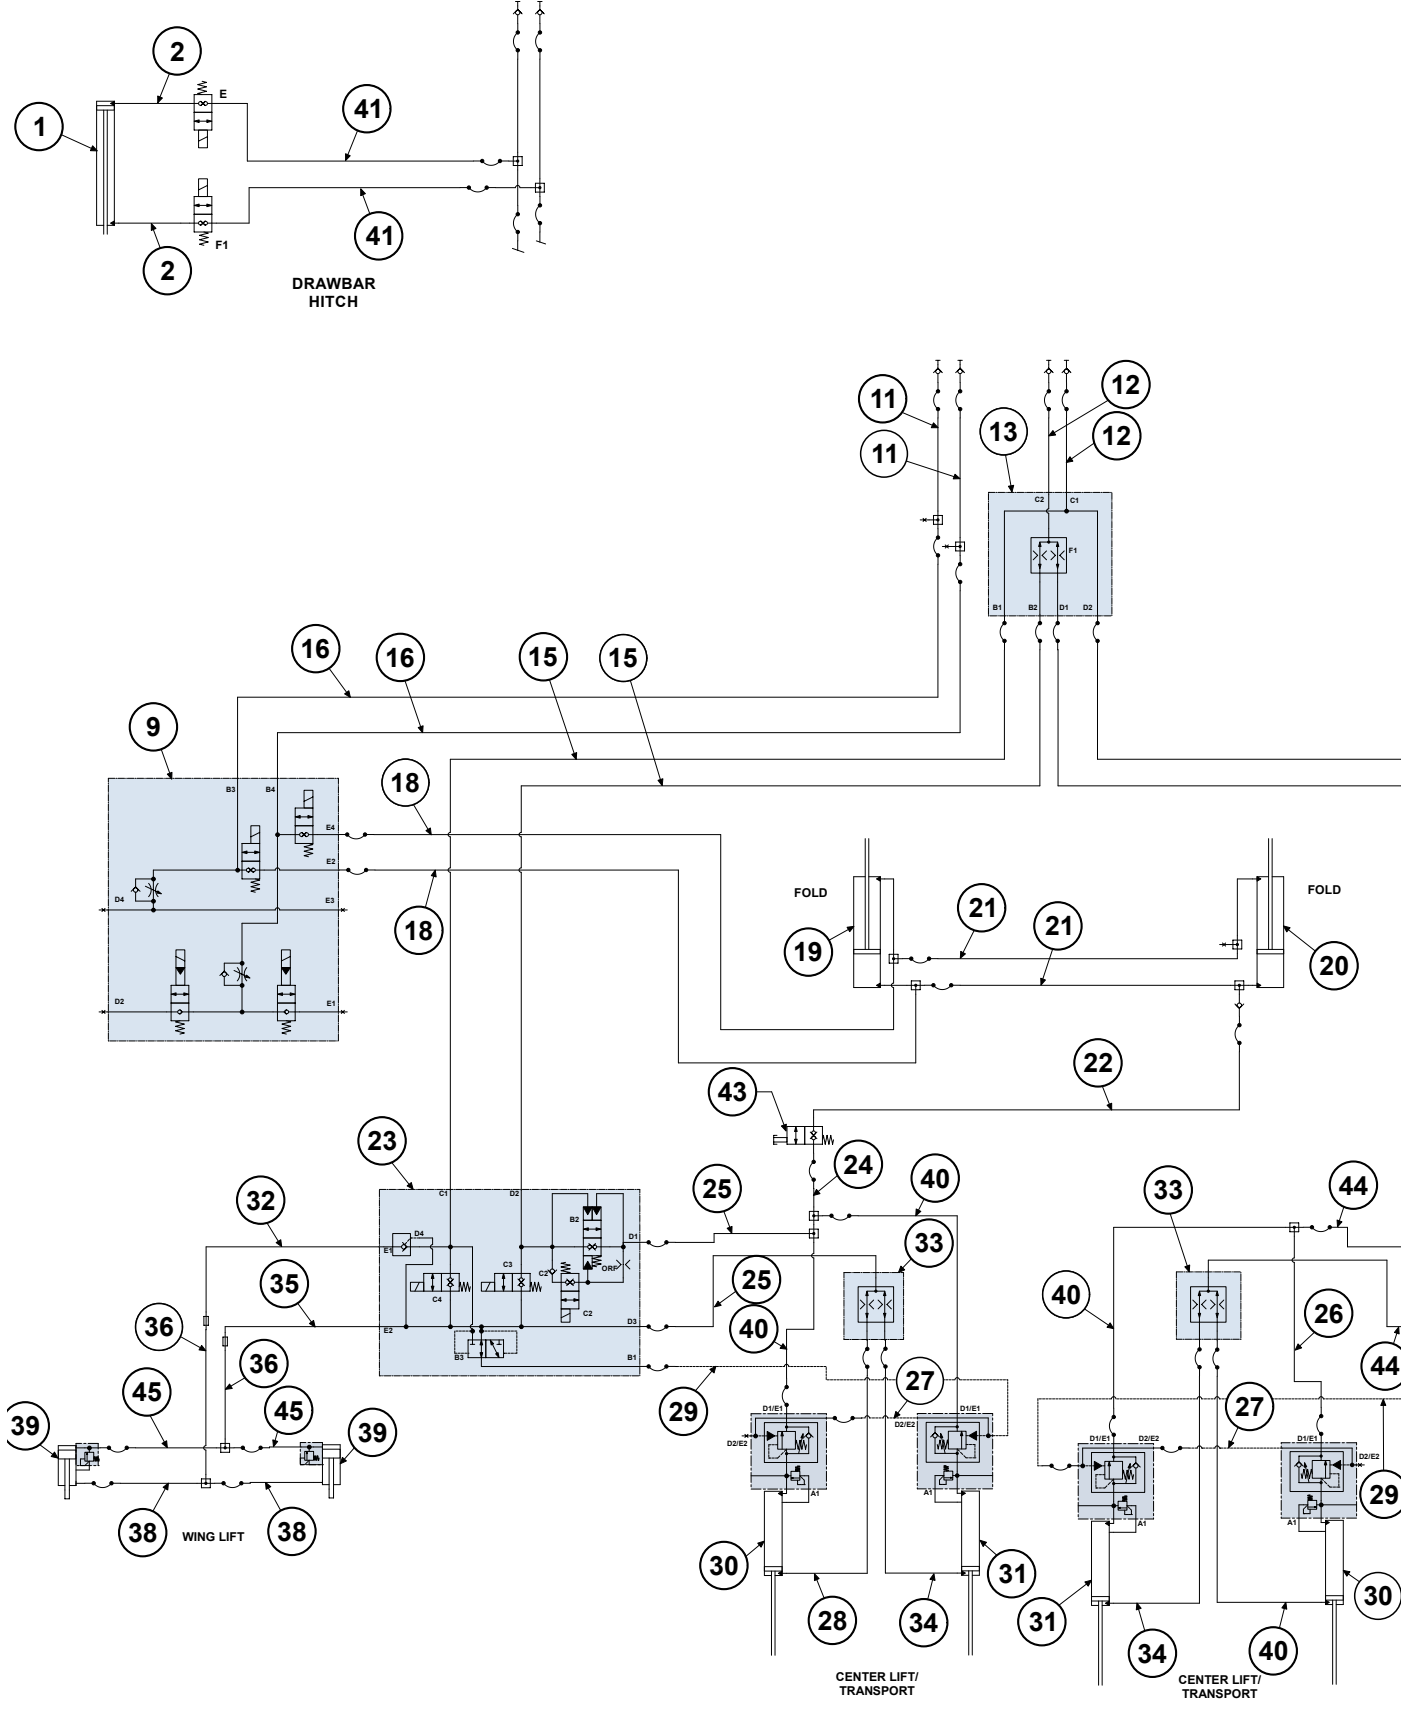 2
E
1
41
F1
41
2
DRAWBAR
HITCH
11
12
13
12
11
C2
C1
F1
B1
B2
D1
D2
16
16
15
15
9
18
B3
B4
E4
E2
D4
E3
D2
E1
18
FOLD
FOLD
21
21
19
20
22
43
23
24
25
40
33
33
44
32
C1
D2
B2
D4
E1
D1
C3
C2
ORF
C4
C2
35
25
40
40
26
E2
D3
B3
B1
36
36
44
45
45
29
27
27
39
39
D1/E1
D2/E2
D1/E1
D2/E2
D1/E1
D2/E2
D1/E1
D2/E2
29
A1
A1
A1
A1
38
38
WING LIFT
30
31
31
30
28
34
34
40
CENTER LIFT/
TRANSPORT
CENTER LIFT/
TRANSPORT